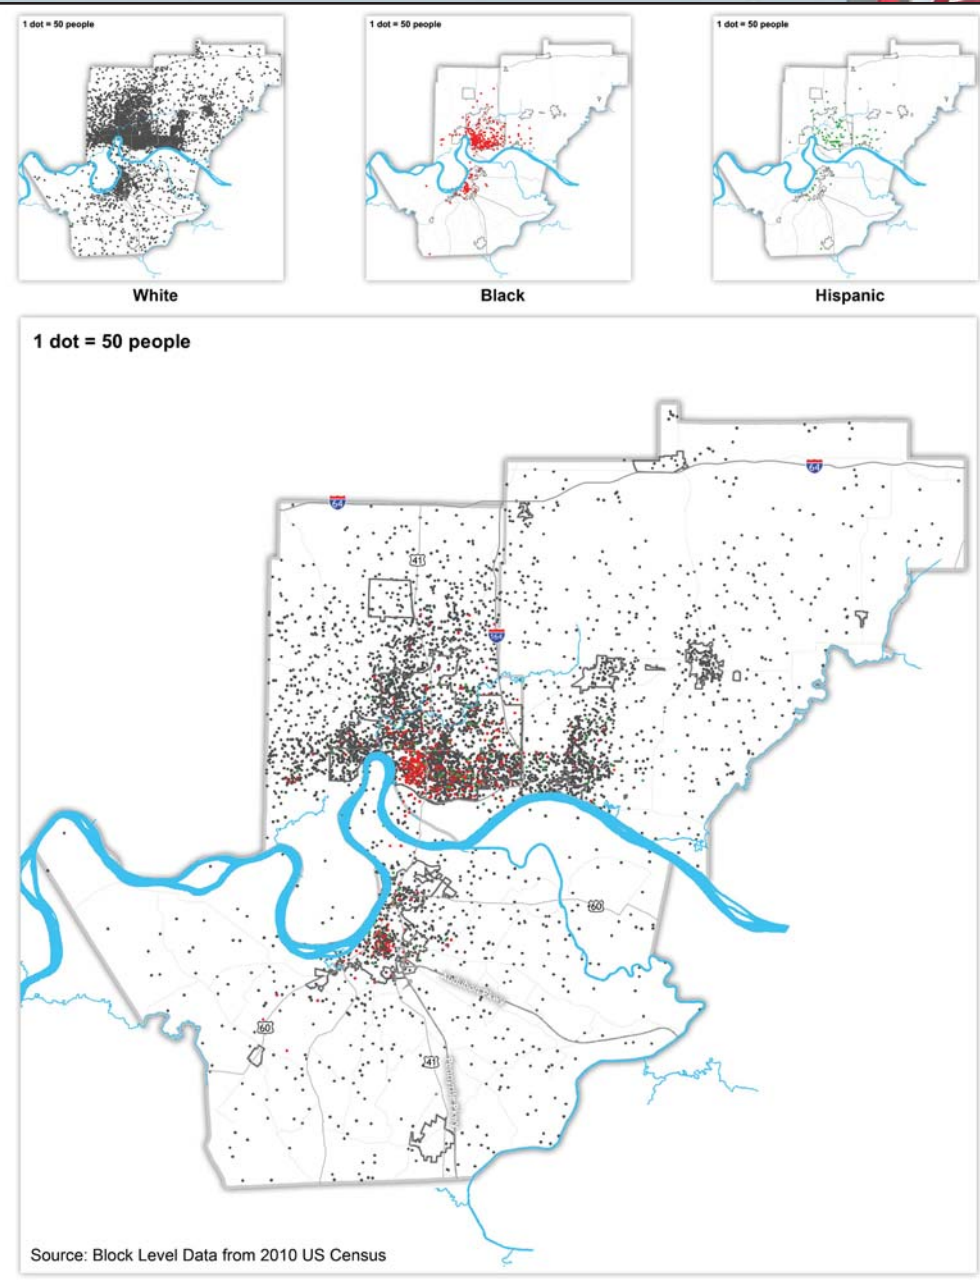 1 dot = 50 people
1 dot = 50 people
1 dot = 50 people
White
Black
Hispanic
1 dot = 50 people
64
64
41
164
60
60
41
Source: Block Level Data from 2010 US Census